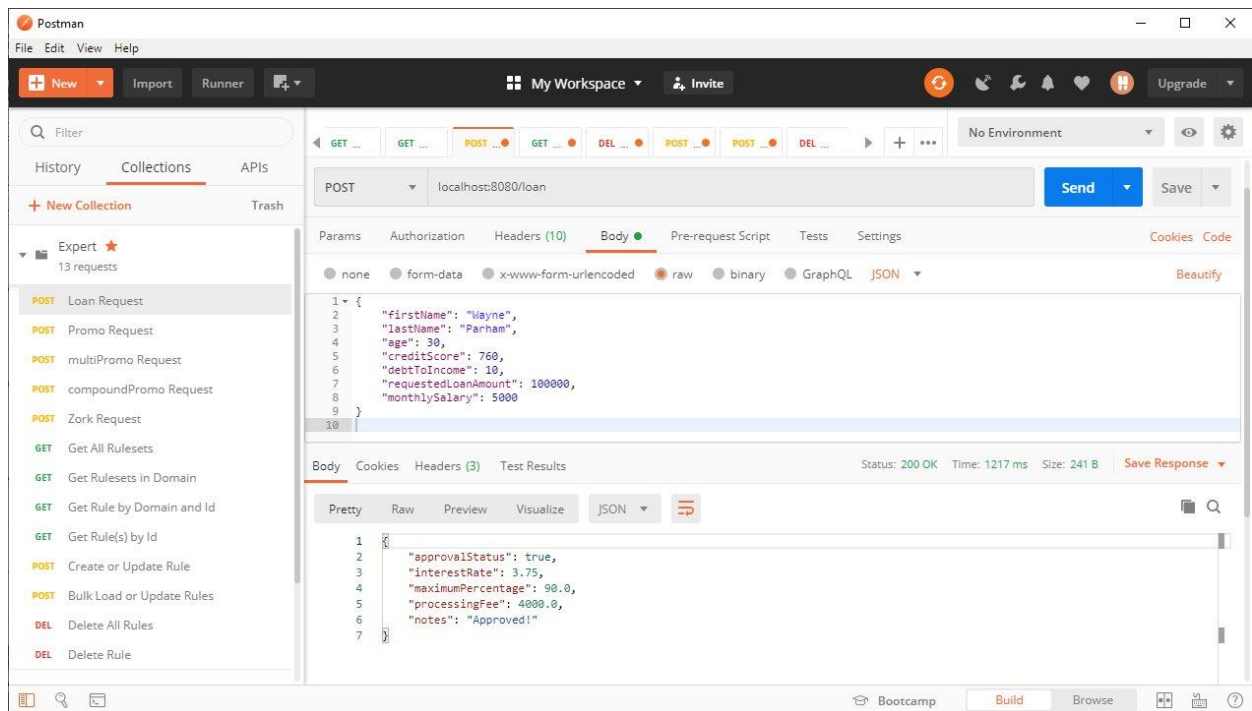 Postman
File Edit View Help
New Import Runner My Workspace Invite Upgrade
Filter
History Collections APIs
+ New Collection Trash
Expert
13 requests
POST Loan Request
POST Promo Request
POST multiPromo Request
POST compoundPromo Request
POST Zork Request
GET Get All Rulesets
GET Get Rulesets in Domain
GET Get Rule by Domain and Id
GET Get Rule(s) by Id
POST Create or Update Rule
POST Bulk Load or Update Rules
DEL Delete All Rules
DEL Delete Rule
GET ... GET ... POST ... GET ... DEL ... POST ... POST ... DEL ... + ••• No Environment
POST localhost:8080/loan Send Save
Params Authorization Headers (10) Body Pre-request Script Tests Settings Cookies Code
none form-data x-www-form-urlencoded raw binary GraphQL JSON Beautify
1 {
2 "firstName": "Wayne",
3 "lastName": "Parham",
4 "age": 30,
5 "creditScore": 760,
6 "debtToIncome": 10,
7 "requestedLoanAmount": 100000,
8 "monthlySalary": 5000
9 }
10
Body Cookies Headers (3) Test Results Status: 200 OK Time: 1217 ms Size: 241 B Save Response
Pretty Raw Preview Visualize JSON
1 {
2 "approvalStatus": true,
3 "interestRate": 3.75,
4 "maximumPercentage": 90.0,
5 "processingFee": 4000.0,
6 "notes": "Approved!"
7 }
Bootcamp Build Browse